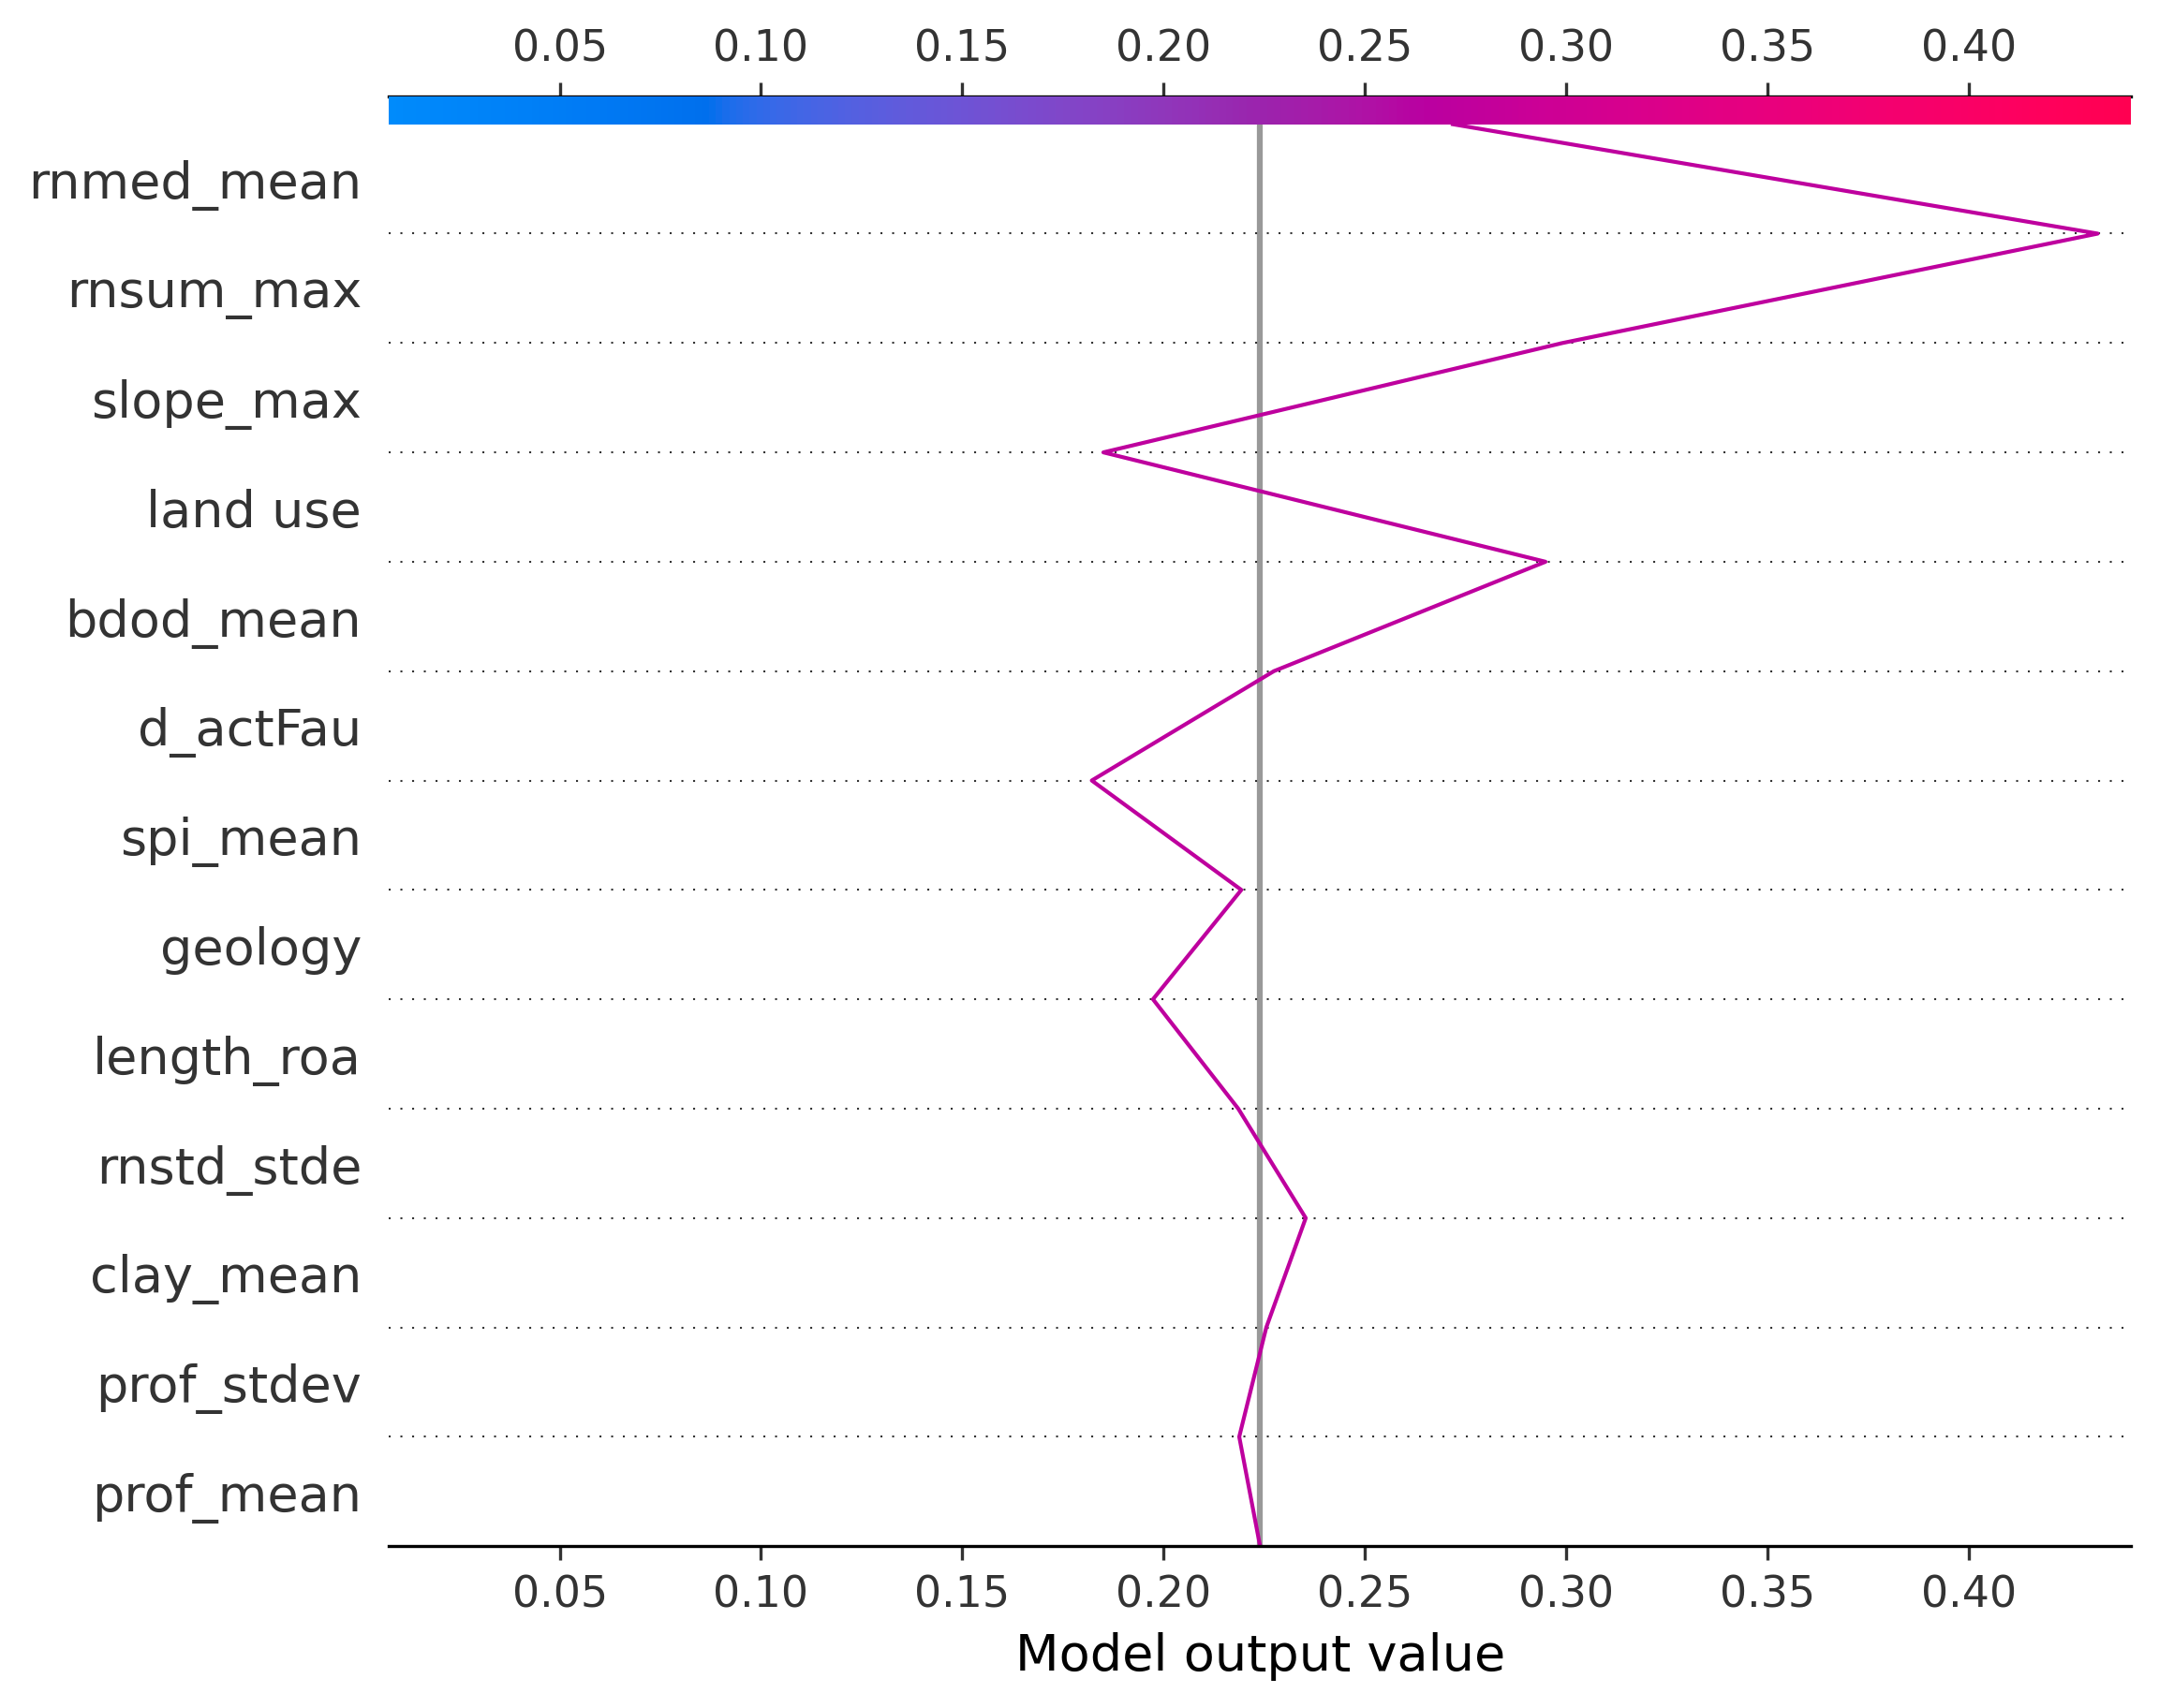 0.05 0.10 0.15 0.20 0.25 0.30 0.35 0.40
rnmed_mean
rnsum_max
slope_max
land use
bdod_mean
d_actFau
spi_mean
geology
length_roa
rnstd_stde
clay_mean
prof_stdev
prof_mean
0.05 0.10 0.15 0.20 0.25 0.30 0.35 0.40
Model output value